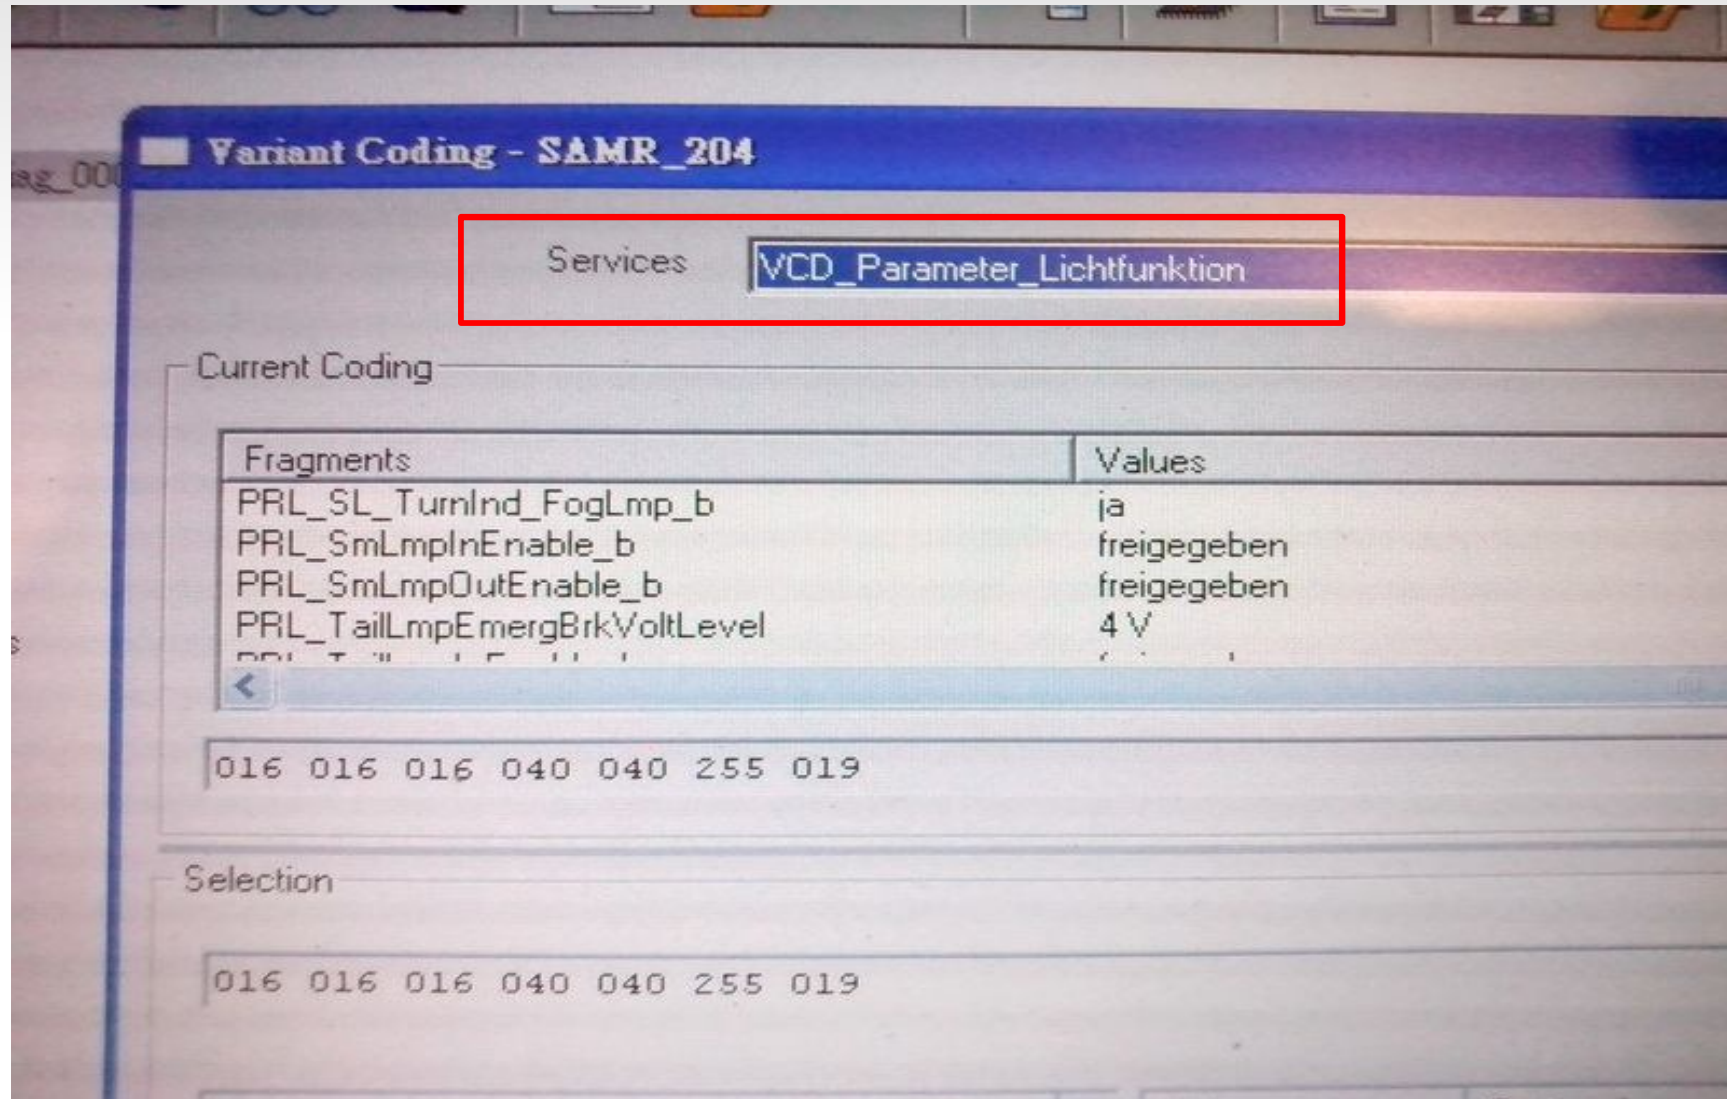 Variant Coding - SAMR_204
Services VCD_Parameter_Lichtfunktion
Current Coding
Fragments Values
PRL_SL_TurnInd_FogLmp_b ja
PRL_SmLmpInEnable_b freigegeben
PRL_SmLmpOutEnable_b freigegeben
PRL_TailLmpEmergBrkVoltLevel 4 V
016 016 016 040 040 255 019
Selection
016 016 016 040 040 255 019